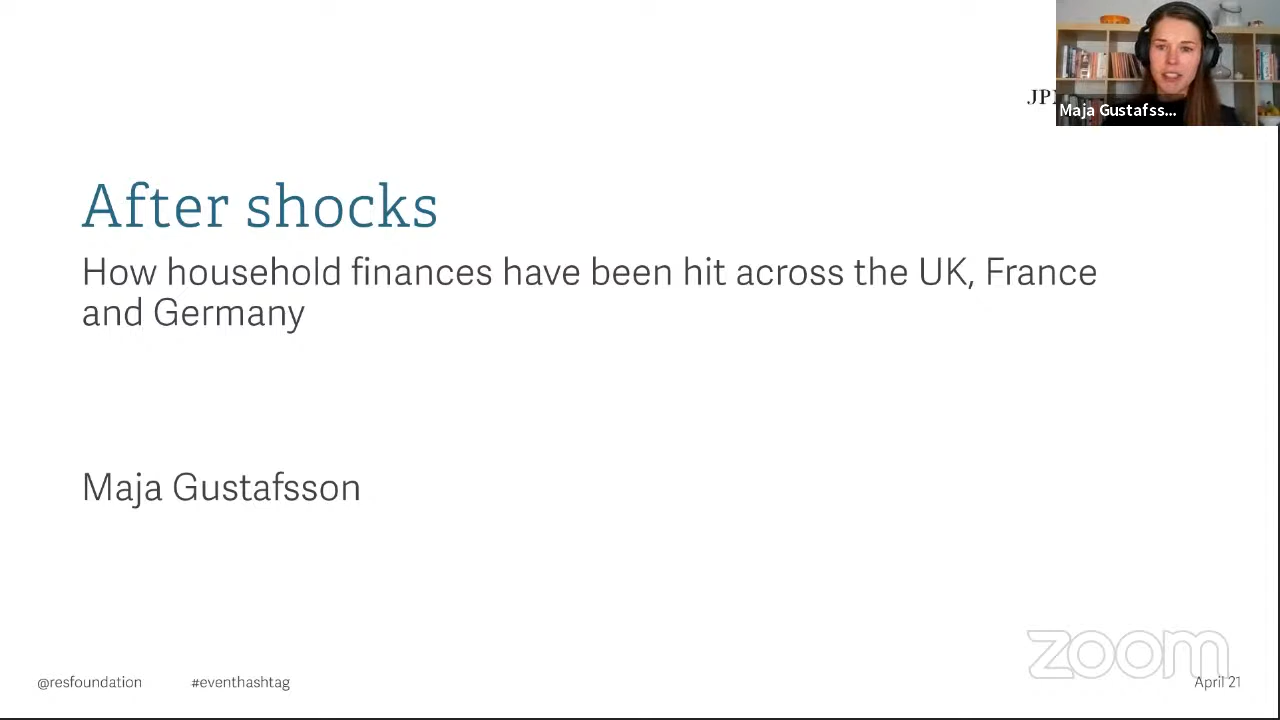 JP
Maja Gustafss...
After shocks
How household finances have been hit across the UK, France
and Germany
Maja Gustafsson
zoom
@resfoundation #eventhashtag April 21